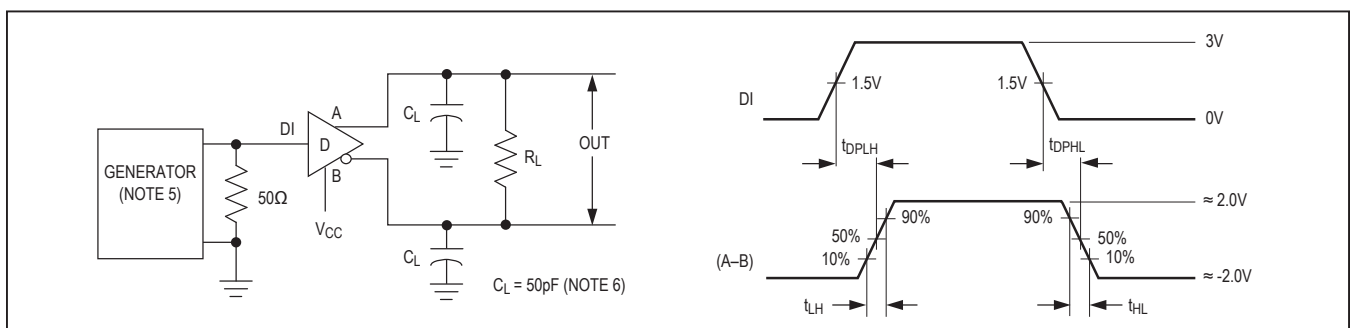 GENERATOR
(NOTE 5)
50Ω
DI
D
A
B
VCC
CL
CL
RL
OUT
CL = 50pF (NOTE 6)
DI
1.5V
1.5V
3V
0V
tDPLH
tDPHL
(A–B)
90%
50%
10%
90%
50%
10%
≈ 2.0V
≈ -2.0V
tLH
tHL